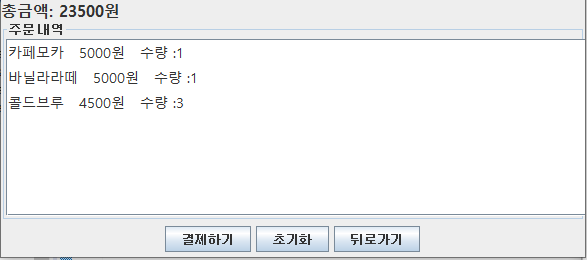 총금액: 23500원
주문내역
카페모카 5000원 수량 :1
바닐라라떼 5000원 수량 :1
콜드브루 4500원 수량 :3
결제하기 초기화 뒤로가기